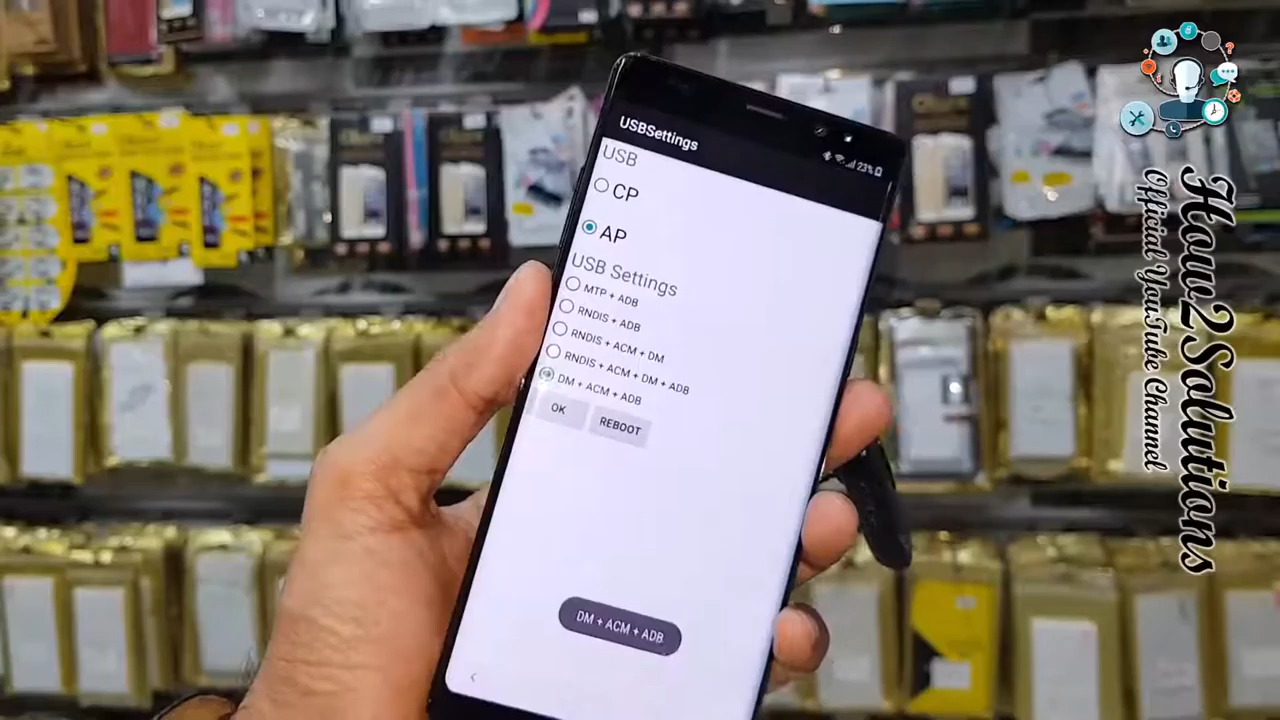 USBSettings
23%
USB
CP
AP
USB Settings
MTP + ADB
RNDIS + ADB
RNDIS + ACM + DM
RNDIS + ACM + DM + ADB
DM + ACM + ADB
OK
REBOOT
DM + ACM + ADB
How2Solutions
Official YouTube Channel